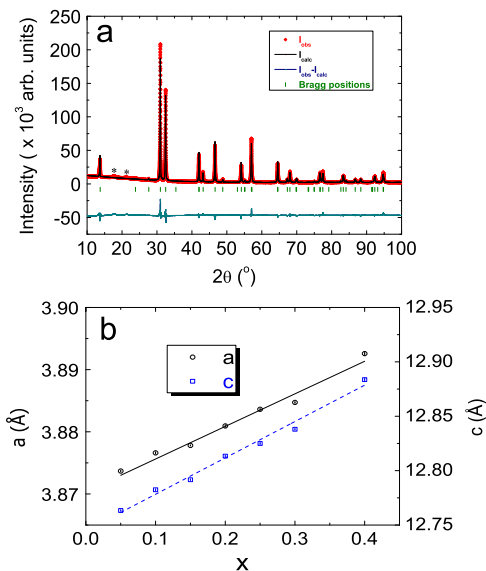 a
250
200
150
100
50
0
-50
Intensity ( x 10³ arb. units)
I_obs
I_calc
I_obs-I_calc
Bragg positions
* *
10 20 30 40 50 60 70 80 90 100
2θ (°)
b
3.90
3.89
3.88
3.87
a (Å)
a
c
12.95
12.90
12.85
12.80
12.75
c (Å)
0.0 0.1 0.2 0.3 0.4
x